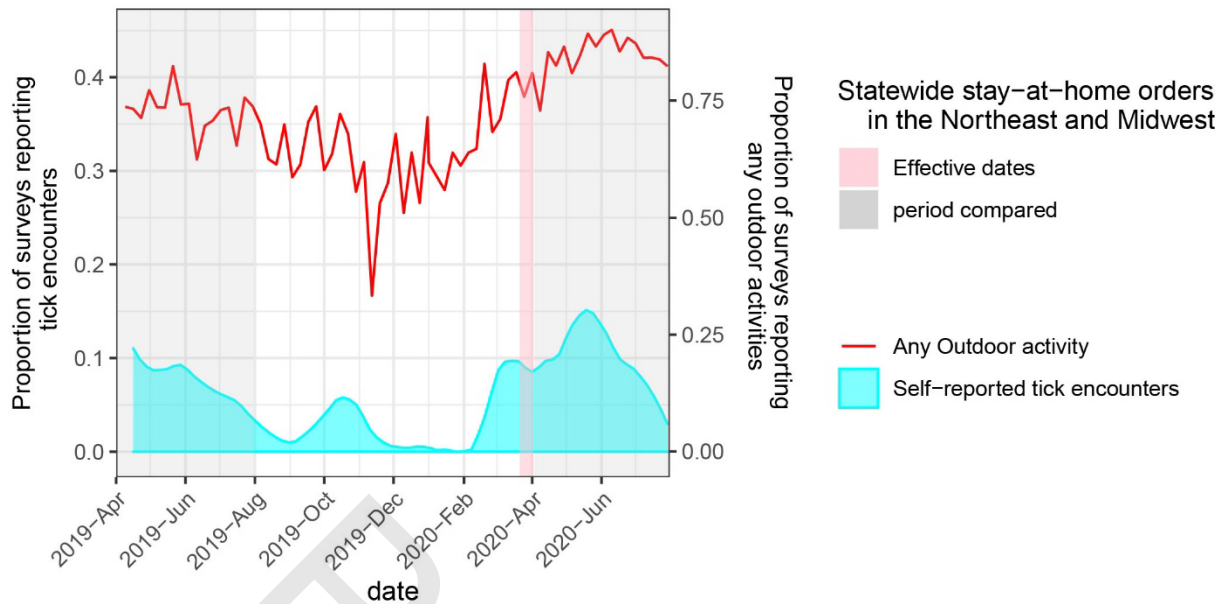 Proportion of surveys reporting
tick encounters
0.4
0.3
0.2
0.1
0.0
0.75
0.50
0.25
0.00
Proportion of surveys reporting
any outdoor activities
2019−Apr
2019−Jun
2019−Aug
2019−Oct
2019−Dec
2020−Feb
2020−Apr
2020−Jun
date
Statewide stay−at−home orders
in the Northeast and Midwest
Effective dates
period compared
Any Outdoor activity
Self−reported tick encounters